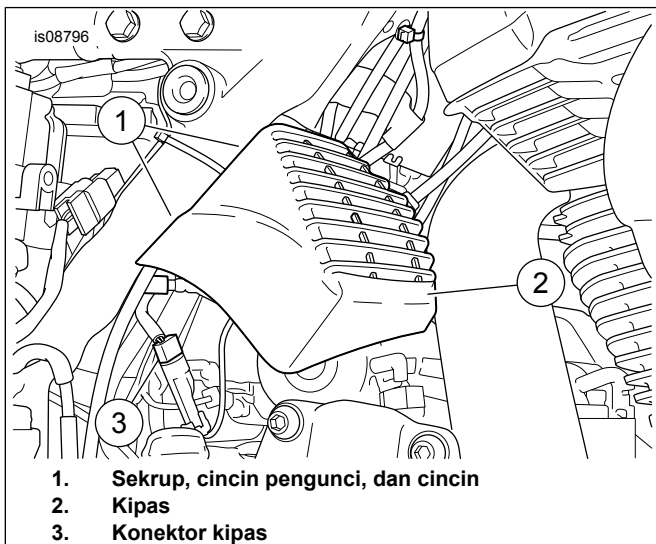 is08796
1
2
3
1. Sekrup, cincin pengunci, dan cincin
2. Kipas
3. Konektor kipas